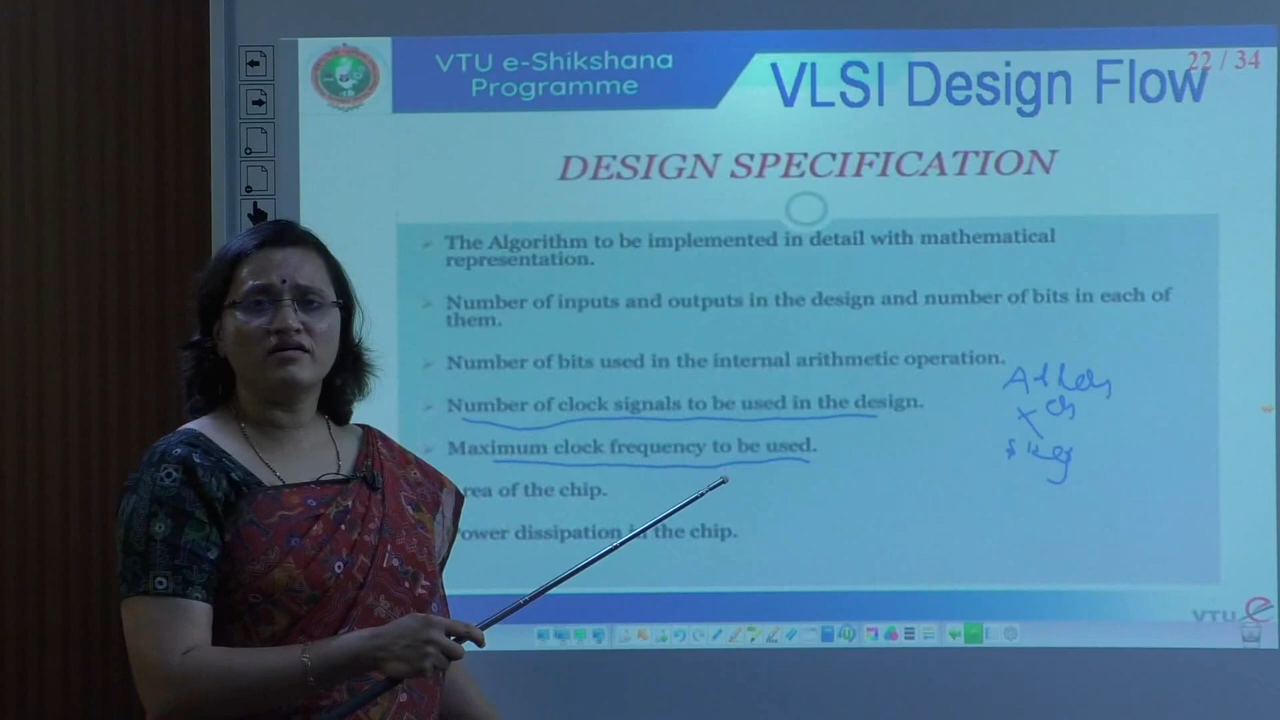 VTU e-Shikshana
Programme
VLSI Design Flow
22 / 34
DESIGN SPECIFICATION
The Algorithm to be implemented in detail with mathematical
representation.
Number of inputs and outputs in the design and number of bits in each of
them.
Number of bits used in the internal arithmetic operation.
Number of clock signals to be used in the design.
Maximum clock frequency to be used.
rea of the chip.
ower dissipation in the chip.
VTU